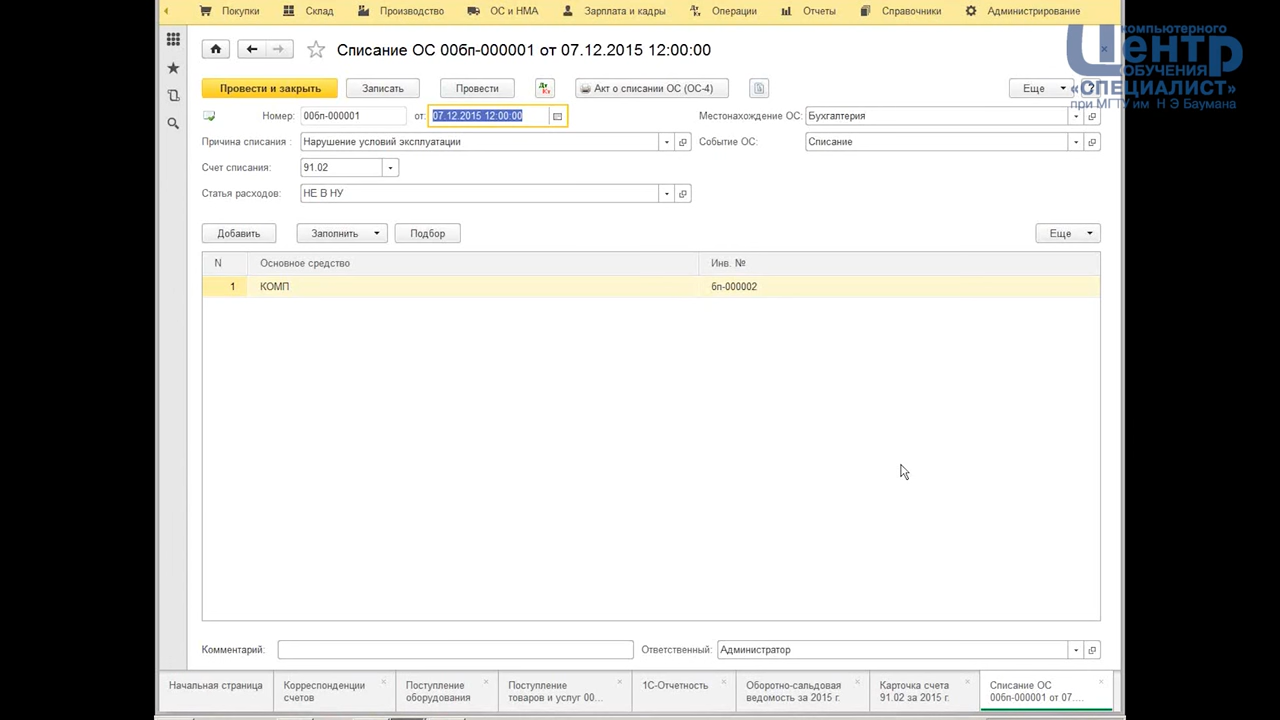 Покупки Склад Производство ОС и НМА Зарплата и кадры Операции Отчеты Справочники Администрирование
компьютерного
Центр
ОБУЧЕНИЯ
«СПЕЦИАЛИСТ»
при МГТУ им Н Э Баумана
Списание ОС 00бп-000001 от 07.12.2015 12:00:00
Провести и закрыть Записать Провести Дт Кт Акт о списании ОС (ОС-4) Еще ?
Номер: 00бп-000001 от: 07.12.2015 12:00:00 Местонахождение ОС: Бухгалтерия
Причина списания : Нарушение условий эксплуатации Событие ОС: Списание
Счет списания: 91.02
Статья расходов: НЕ В НУ
Добавить Заполнить Подбор Еще
N Основное средство Инв. №
1 КОМП бп-000002
Комментарий: Ответственный: Администратор
Начальная страница Корреспонденции счетов Поступление оборудования Поступление товаров и услуг 00... 1С-Отчетность Оборотно-сальдовая ведомость за 2015 г. Карточка счета 91.02 за 2015 г. Списание ОС 00бп-000001 от 07....